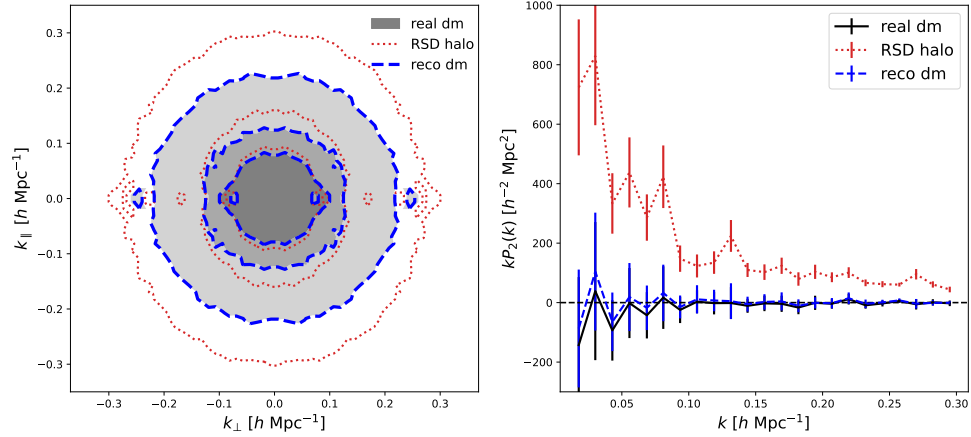 real dm
RSD halo
reco dm
0.3
0.2
0.1
0.0
−0.1
−0.2
−0.3
k∥ [h Mpc⁻¹]
−0.3 −0.2 −0.1 0.0 0.1 0.2 0.3
k⊥ [h Mpc⁻¹]
real dm
RSD halo
reco dm
1000
800
600
400
200
0
−200
kP₂(k) [h⁻² Mpc²]
0.05 0.10 0.15 0.20 0.25 0.30
k [h Mpc⁻¹]